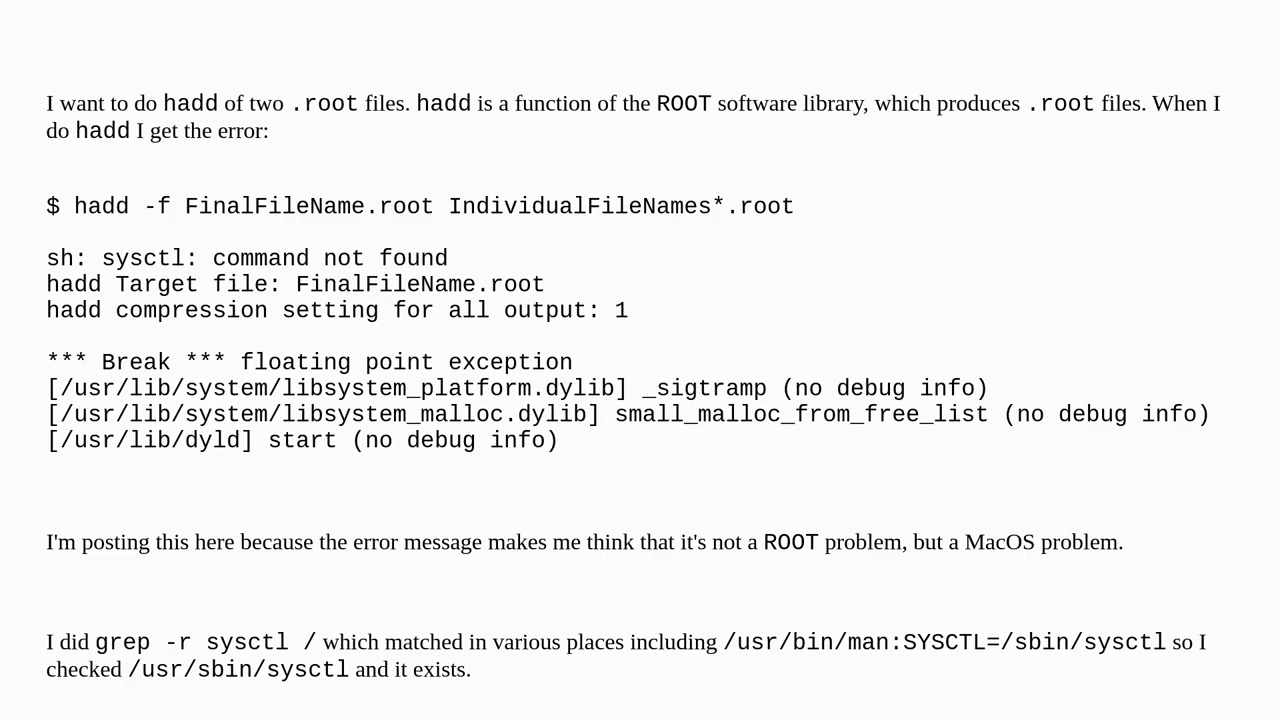 I want to do hadd of two .root files. hadd is a function of the ROOT software library, which produces .root files. When I
do hadd I get the error:
$ hadd -f FinalFileName.root IndividualFileNames*.root
sh: sysctl: command not found
hadd Target file: FinalFileName.root
hadd compression setting for all output: 1
*** Break *** floating point exception
[/usr/lib/system/libsystem_platform.dylib] _sigtramp (no debug info)
[/usr/lib/system/libsystem_malloc.dylib] small_malloc_from_free_list (no debug info)
[/usr/lib/dyld] start (no debug info)
I'm posting this here because the error message makes me think that it's not a ROOT problem, but a MacOS problem.
I did grep -r sysctl / which matched in various places including /usr/bin/man:SYSCTL=/sbin/sysctl so I
checked /usr/sbin/sysctl and it exists.